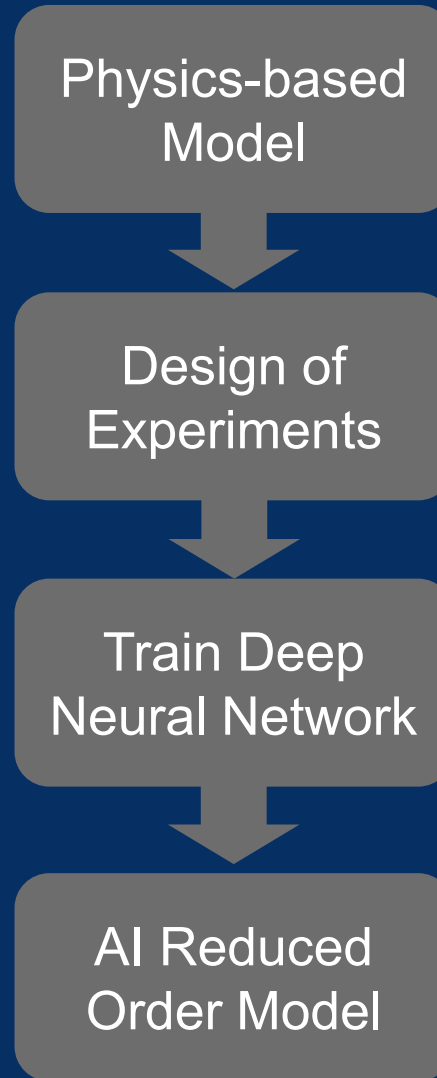 Physics-based
Model
Design of
Experiments
Train Deep
Neural Network
AI Reduced
Order Model